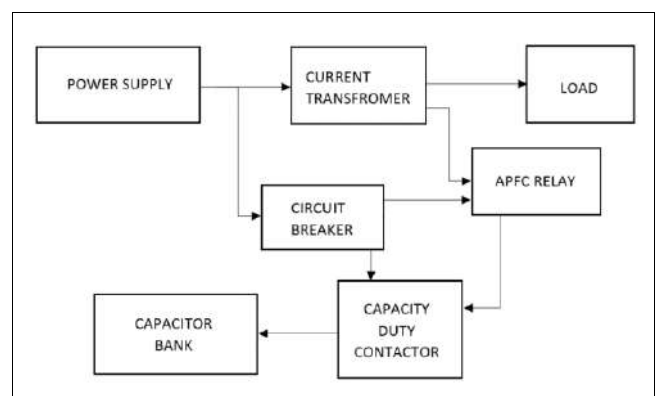 POWER SUPPLY
CURRENT
TRANSFROMER
LOAD
APFC RELAY
CIRCUIT
BREAKER
CAPACITOR
BANK
CAPACITY
DUTY
CONTACTOR